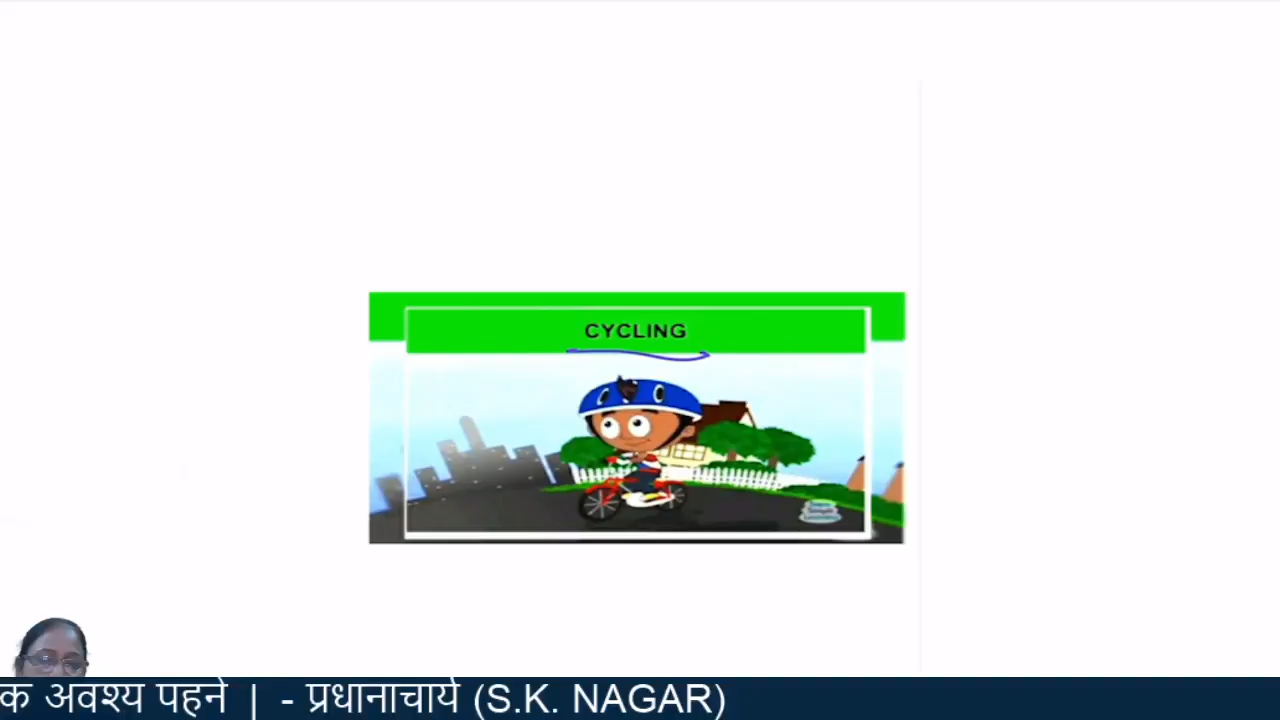 CYCLING
क अवश्य पहने | - प्रधानाचार्य (S.K. NAGAR)